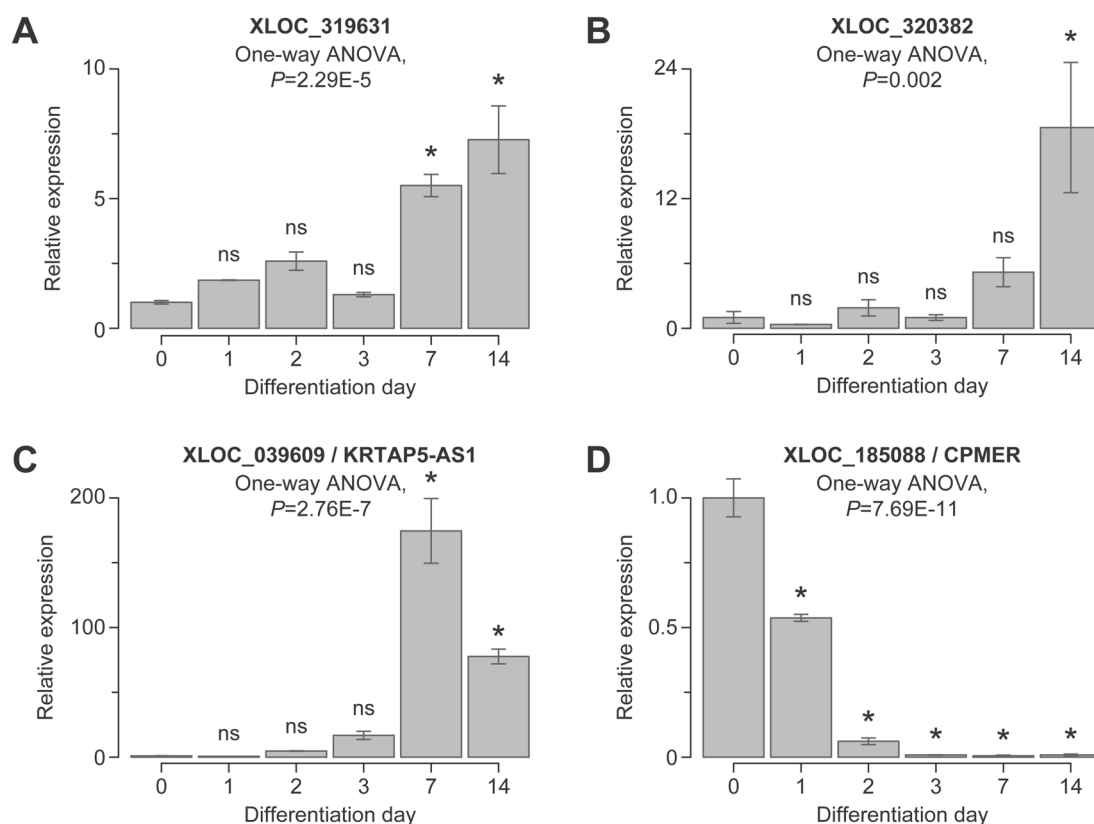 A
XLOC_319631
One-way ANOVA,
P=2.29E-5
Relative expression
10
5
0
ns
ns
ns
*
*
0 1 2 3 7 14
Differentiation day
B
XLOC_320382
One-way ANOVA,
P=0.002
Relative expression
24
12
0
ns
ns
ns
ns
*
0 1 2 3 7 14
Differentiation day
C
XLOC_039609 / KRTAP5-AS1
One-way ANOVA,
P=2.76E-7
Relative expression
200
100
0
ns
ns
ns
*
*
0 1 2 3 7 14
Differentiation day
D
XLOC_185088 / CPMER
One-way ANOVA,
P=7.69E-11
Relative expression
1.0
0.5
0
*
*
*
*
*
0 1 2 3 7 14
Differentiation day